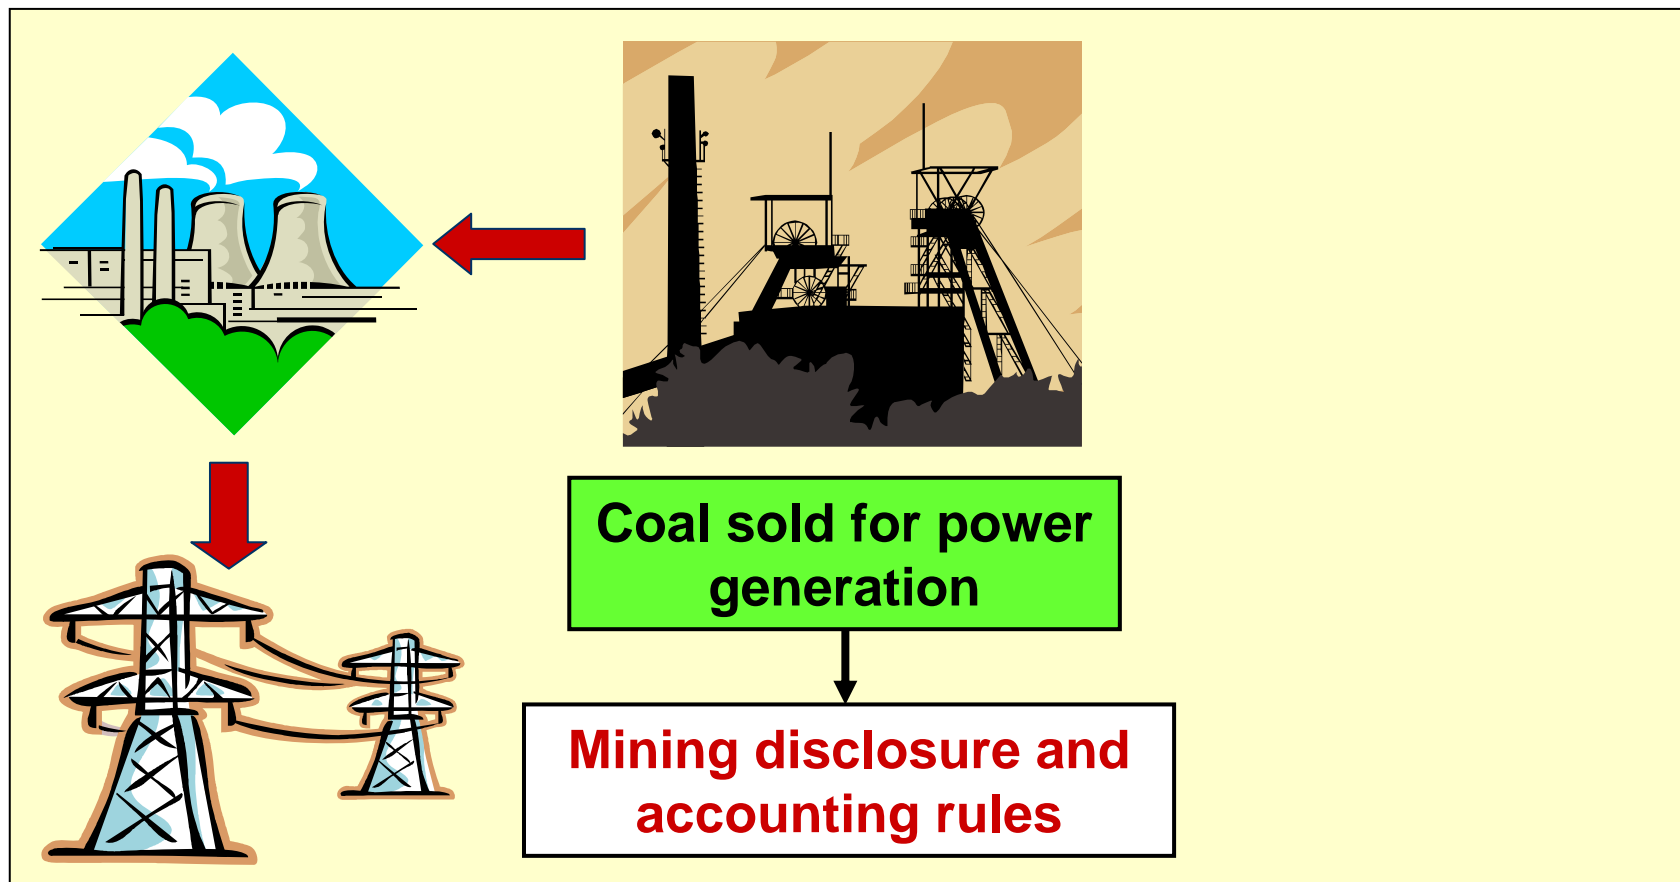 Coal sold for power
generation
Mining disclosure and
accounting rules